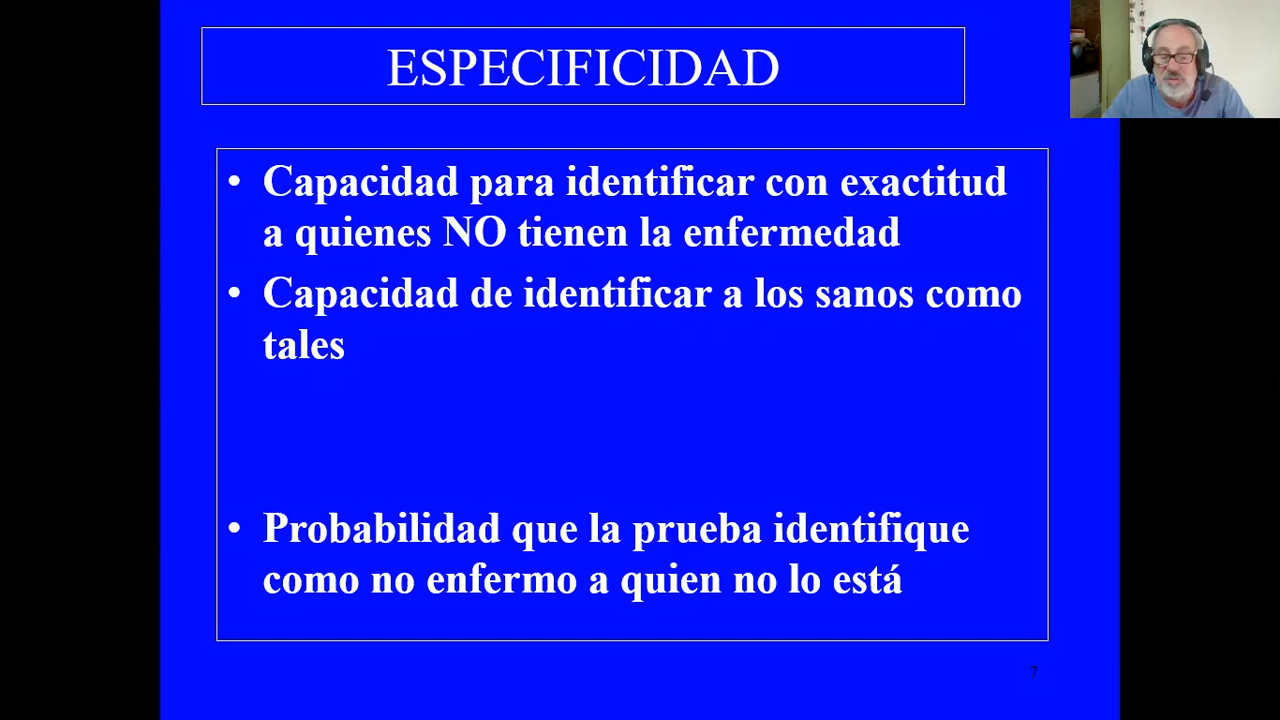 ESPECIFICIDAD
• Capacidad para identificar con exactitud
a quienes NO tienen la enfermedad
• Capacidad de identificar a los sanos como
tales
• Probabilidad que la prueba identifique
como no enfermo a quien no lo está
7